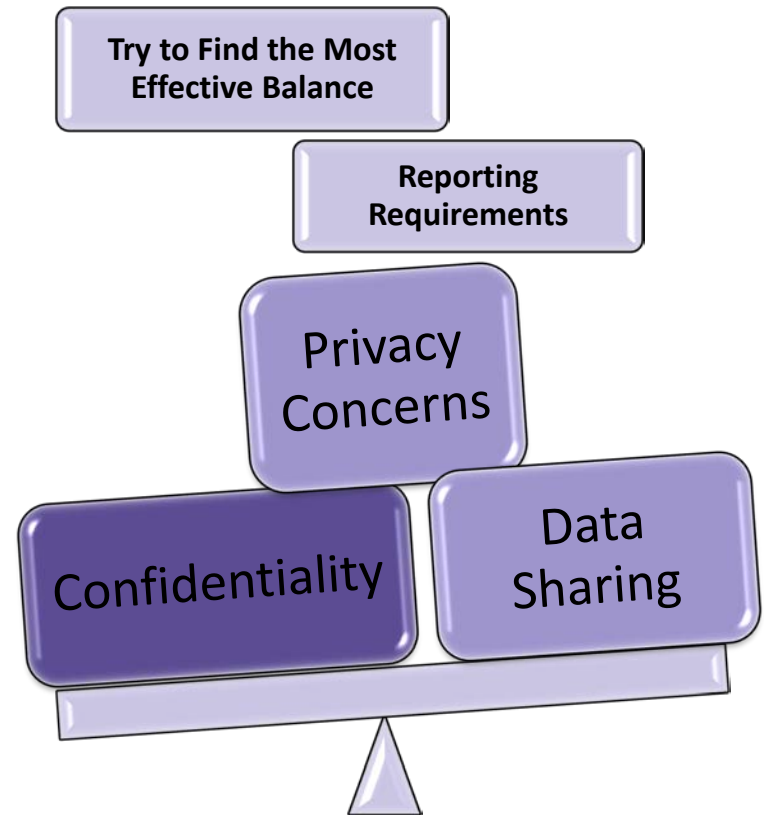 Try to Find the Most
Effective Balance
Reporting
Requirements
Privacy
Concerns
Confidentiality
Data
Sharing